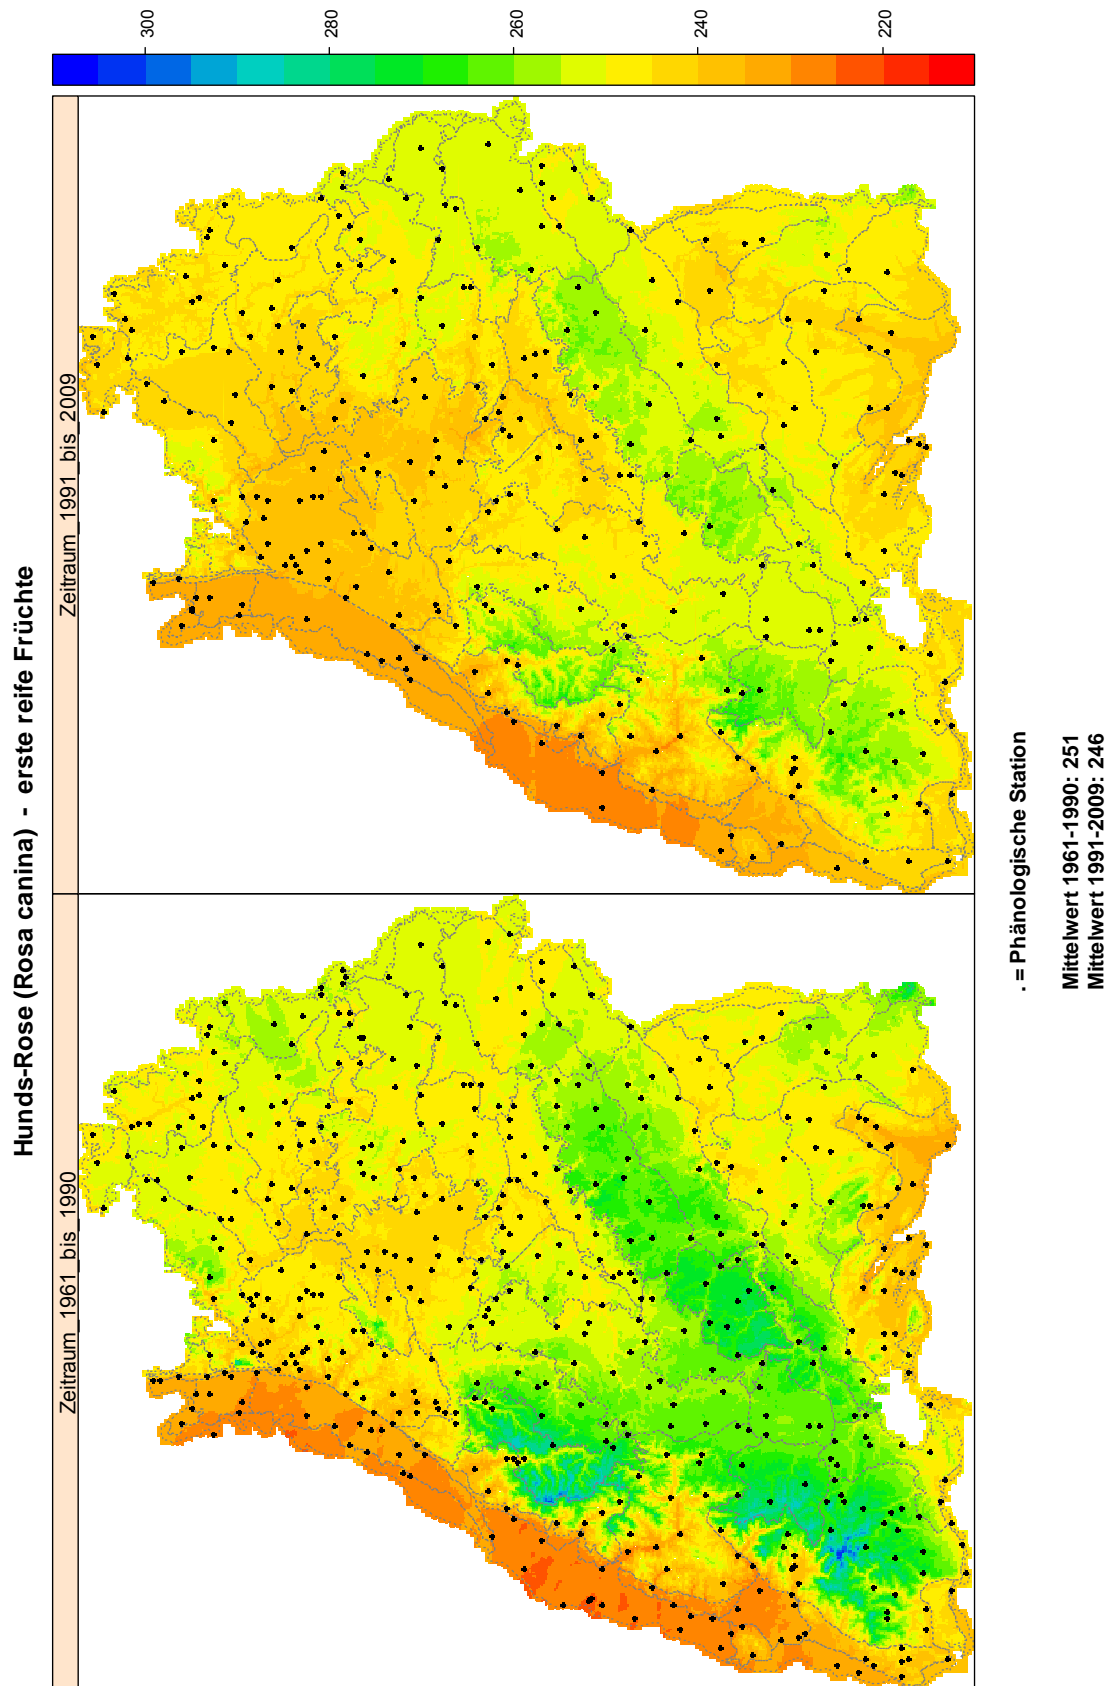 Hunds-Rose (Rosa canina) - erste reife Früchte
Zeitraum_1961_bis_1990
Zeitraum_1991_bis_2009
300
280
260
240
220
. = Phänologische Station
Mittelwert 1961-1990: 251
Mittelwert 1991-2009: 246